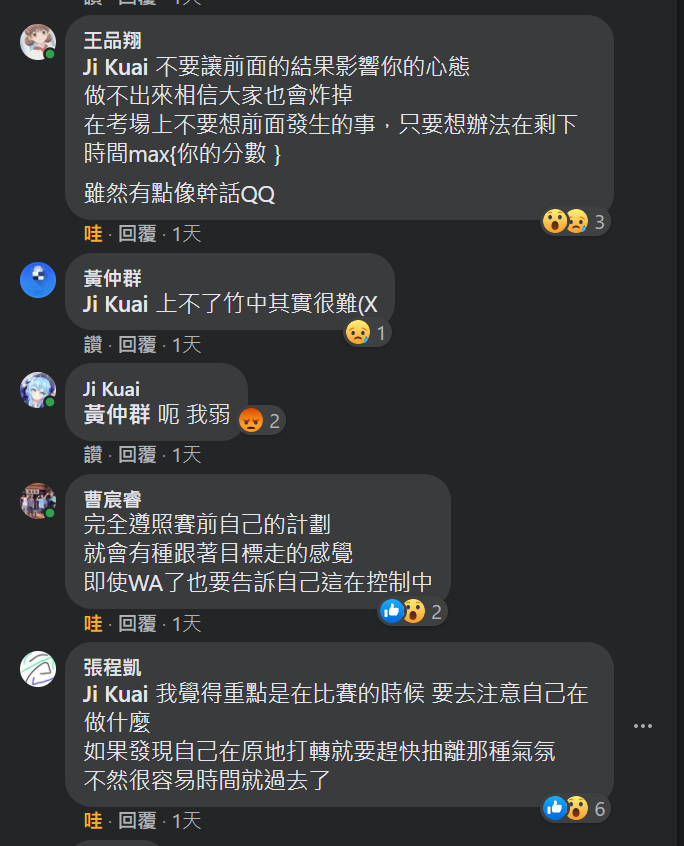 讚 · 回覆 · 1天
王品翔
Ji Kuai 不要讓前面的結果影響你的心態
做不出來相信大家也會炸掉
在考場上不要想前面發生的事，只要想辦法在剩下
時間max{你的分數 }
雖然有點像幹話QQ
哇 · 回覆 · 1天
3
黃仲群
Ji Kuai 上不了竹中其實很難(X
1
讚 · 回覆 · 1天
Ji Kuai
黃仲群 呃 我弱
2
讚 · 回覆 · 1天
曹宸睿
完全遵照賽前自己的計劃
就會有種跟著目標走的感覺
即使WA了也要告訴自己這在控制中
2
哇 · 回覆 · 1天
張程凱
Ji Kuai 我覺得重點是在比賽的時候 要去注意自己在
做什麼
如果發現自己在原地打轉就要趕快抽離那種氣氛
不然很容易時間就過去了
6
哇 · 回覆 · 1天